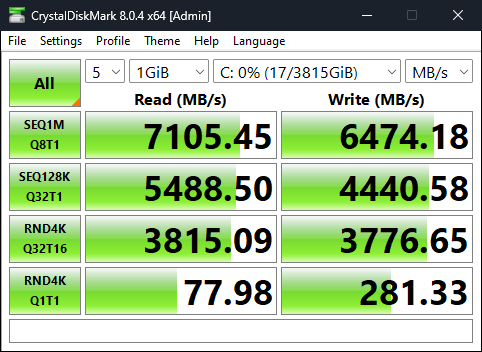 CrystalDiskMark 8.0.4 x64 [Admin]
File Settings Profile Theme Help Language
All 5 1GiB C: 0% (17/3815GiB) MB/s
Read (MB/s) Write (MB/s)
SEQ1M
Q8T1
7105.45 6474.18
SEQ128K
Q32T1
5488.50 4440.58
RND4K
Q32T16
3815.09 3776.65
RND4K
Q1T1
77.98 281.33